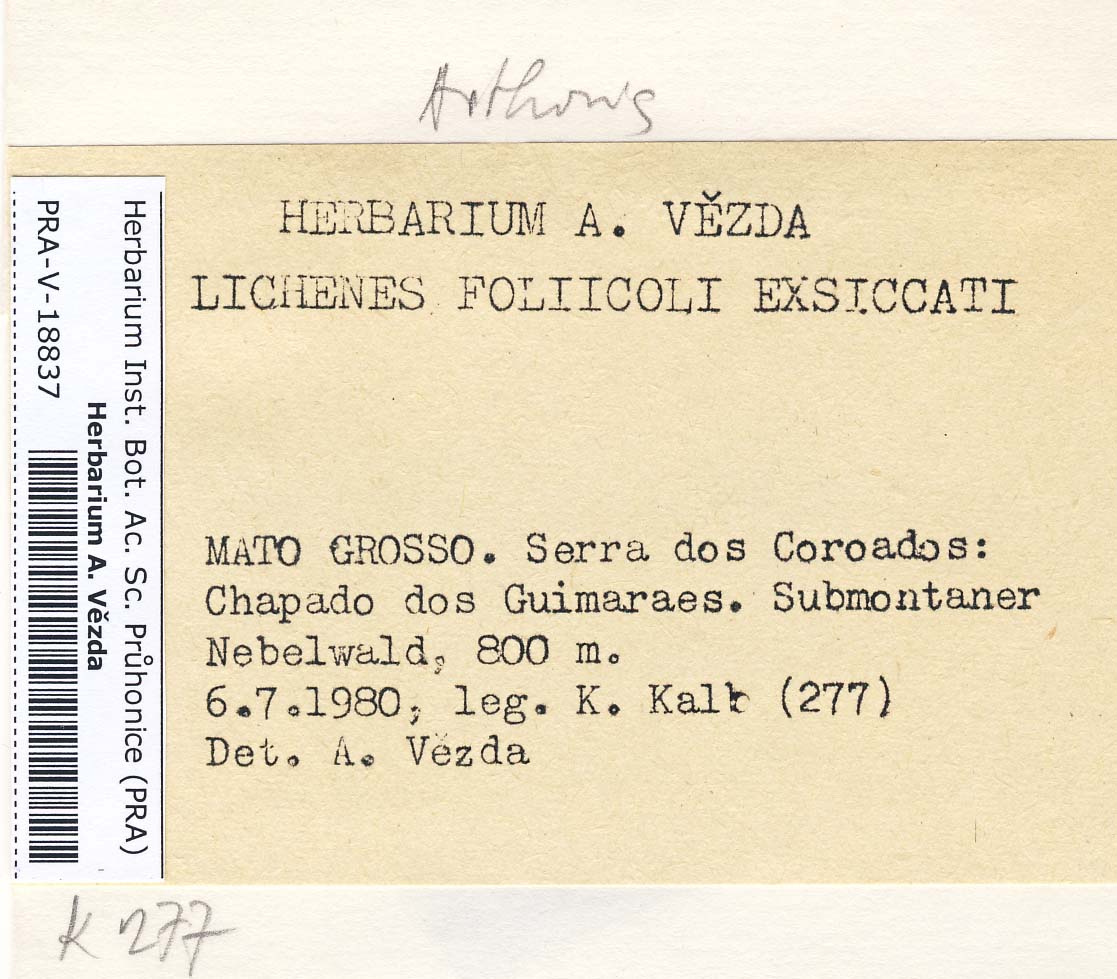 Arthonia
HERBARIUM A. VĚZDA
LICHENES FOLIICOLI EXSICCATI
MATO GROSSO. Serra dos Coroados:
Chapado dos Guimaraes. Submontaner
Nebelwald, 800 m.
6.7.1980, leg. K. Kalb (277)
Det. A. Vězda
Herbarium Inst. Bot. Ac. Sc. Průhonice (PRA)
Herbarium A. Vězda
PRA-V-18837
K 277